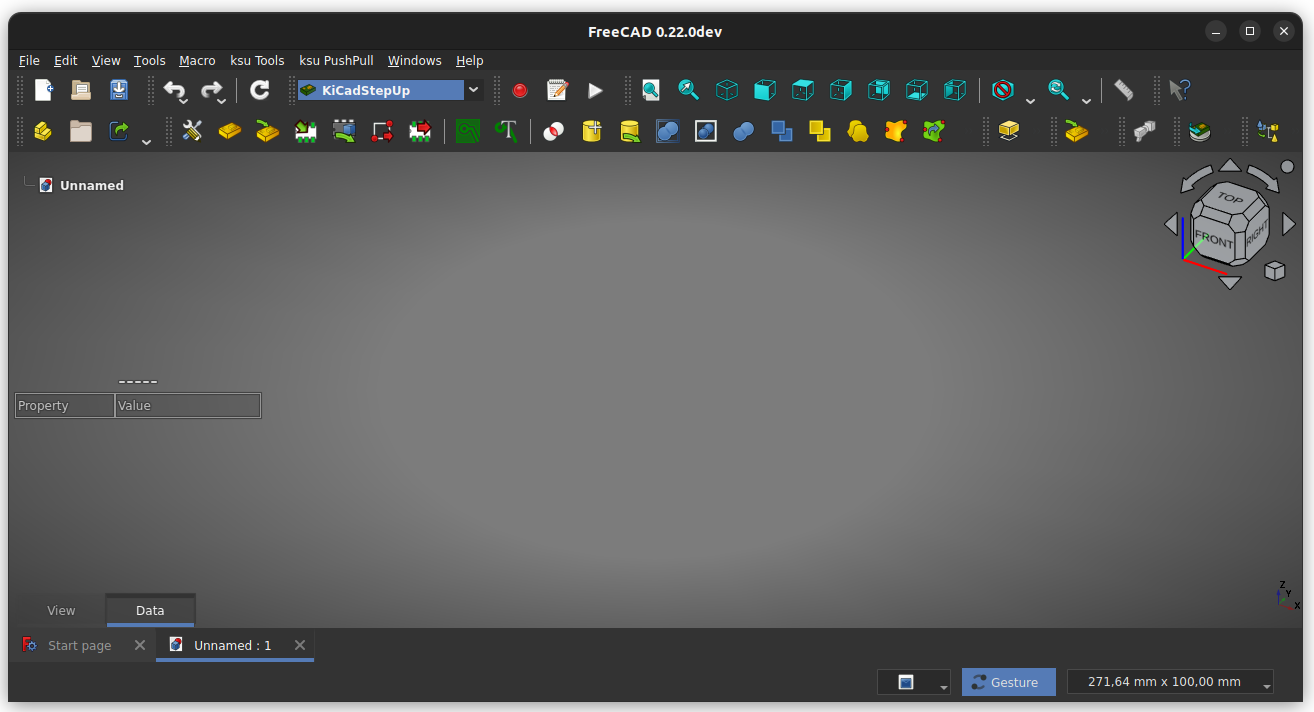 FreeCAD 0.22.0dev
File Edit View Tools Macro ksu Tools ksu PushPull Windows Help
KiCadStepUp
Unnamed
TOP
FRONT
RIGHT
Property Value
View Data
Z
Y
X
Start page Unnamed : 1
Gesture 271,64 mm x 100,00 mm